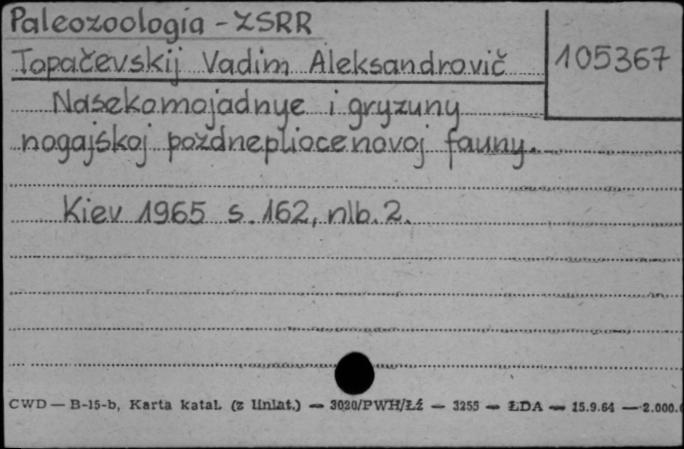 Paleozoologia - ZSRR
Topačevskij Vadim Aleksandrovič
105367
Nasekomojadnye i gryzuny
nogajskoj pozdnepliocenovoj fauny.
Kiev 1965 s. 162, nlb. 2.
CWD — B-15-b, Karta katal. (z liniat.) — 3020/PWH/Łź — 3255 — ŁDA — 15.9.64 — 2.000.